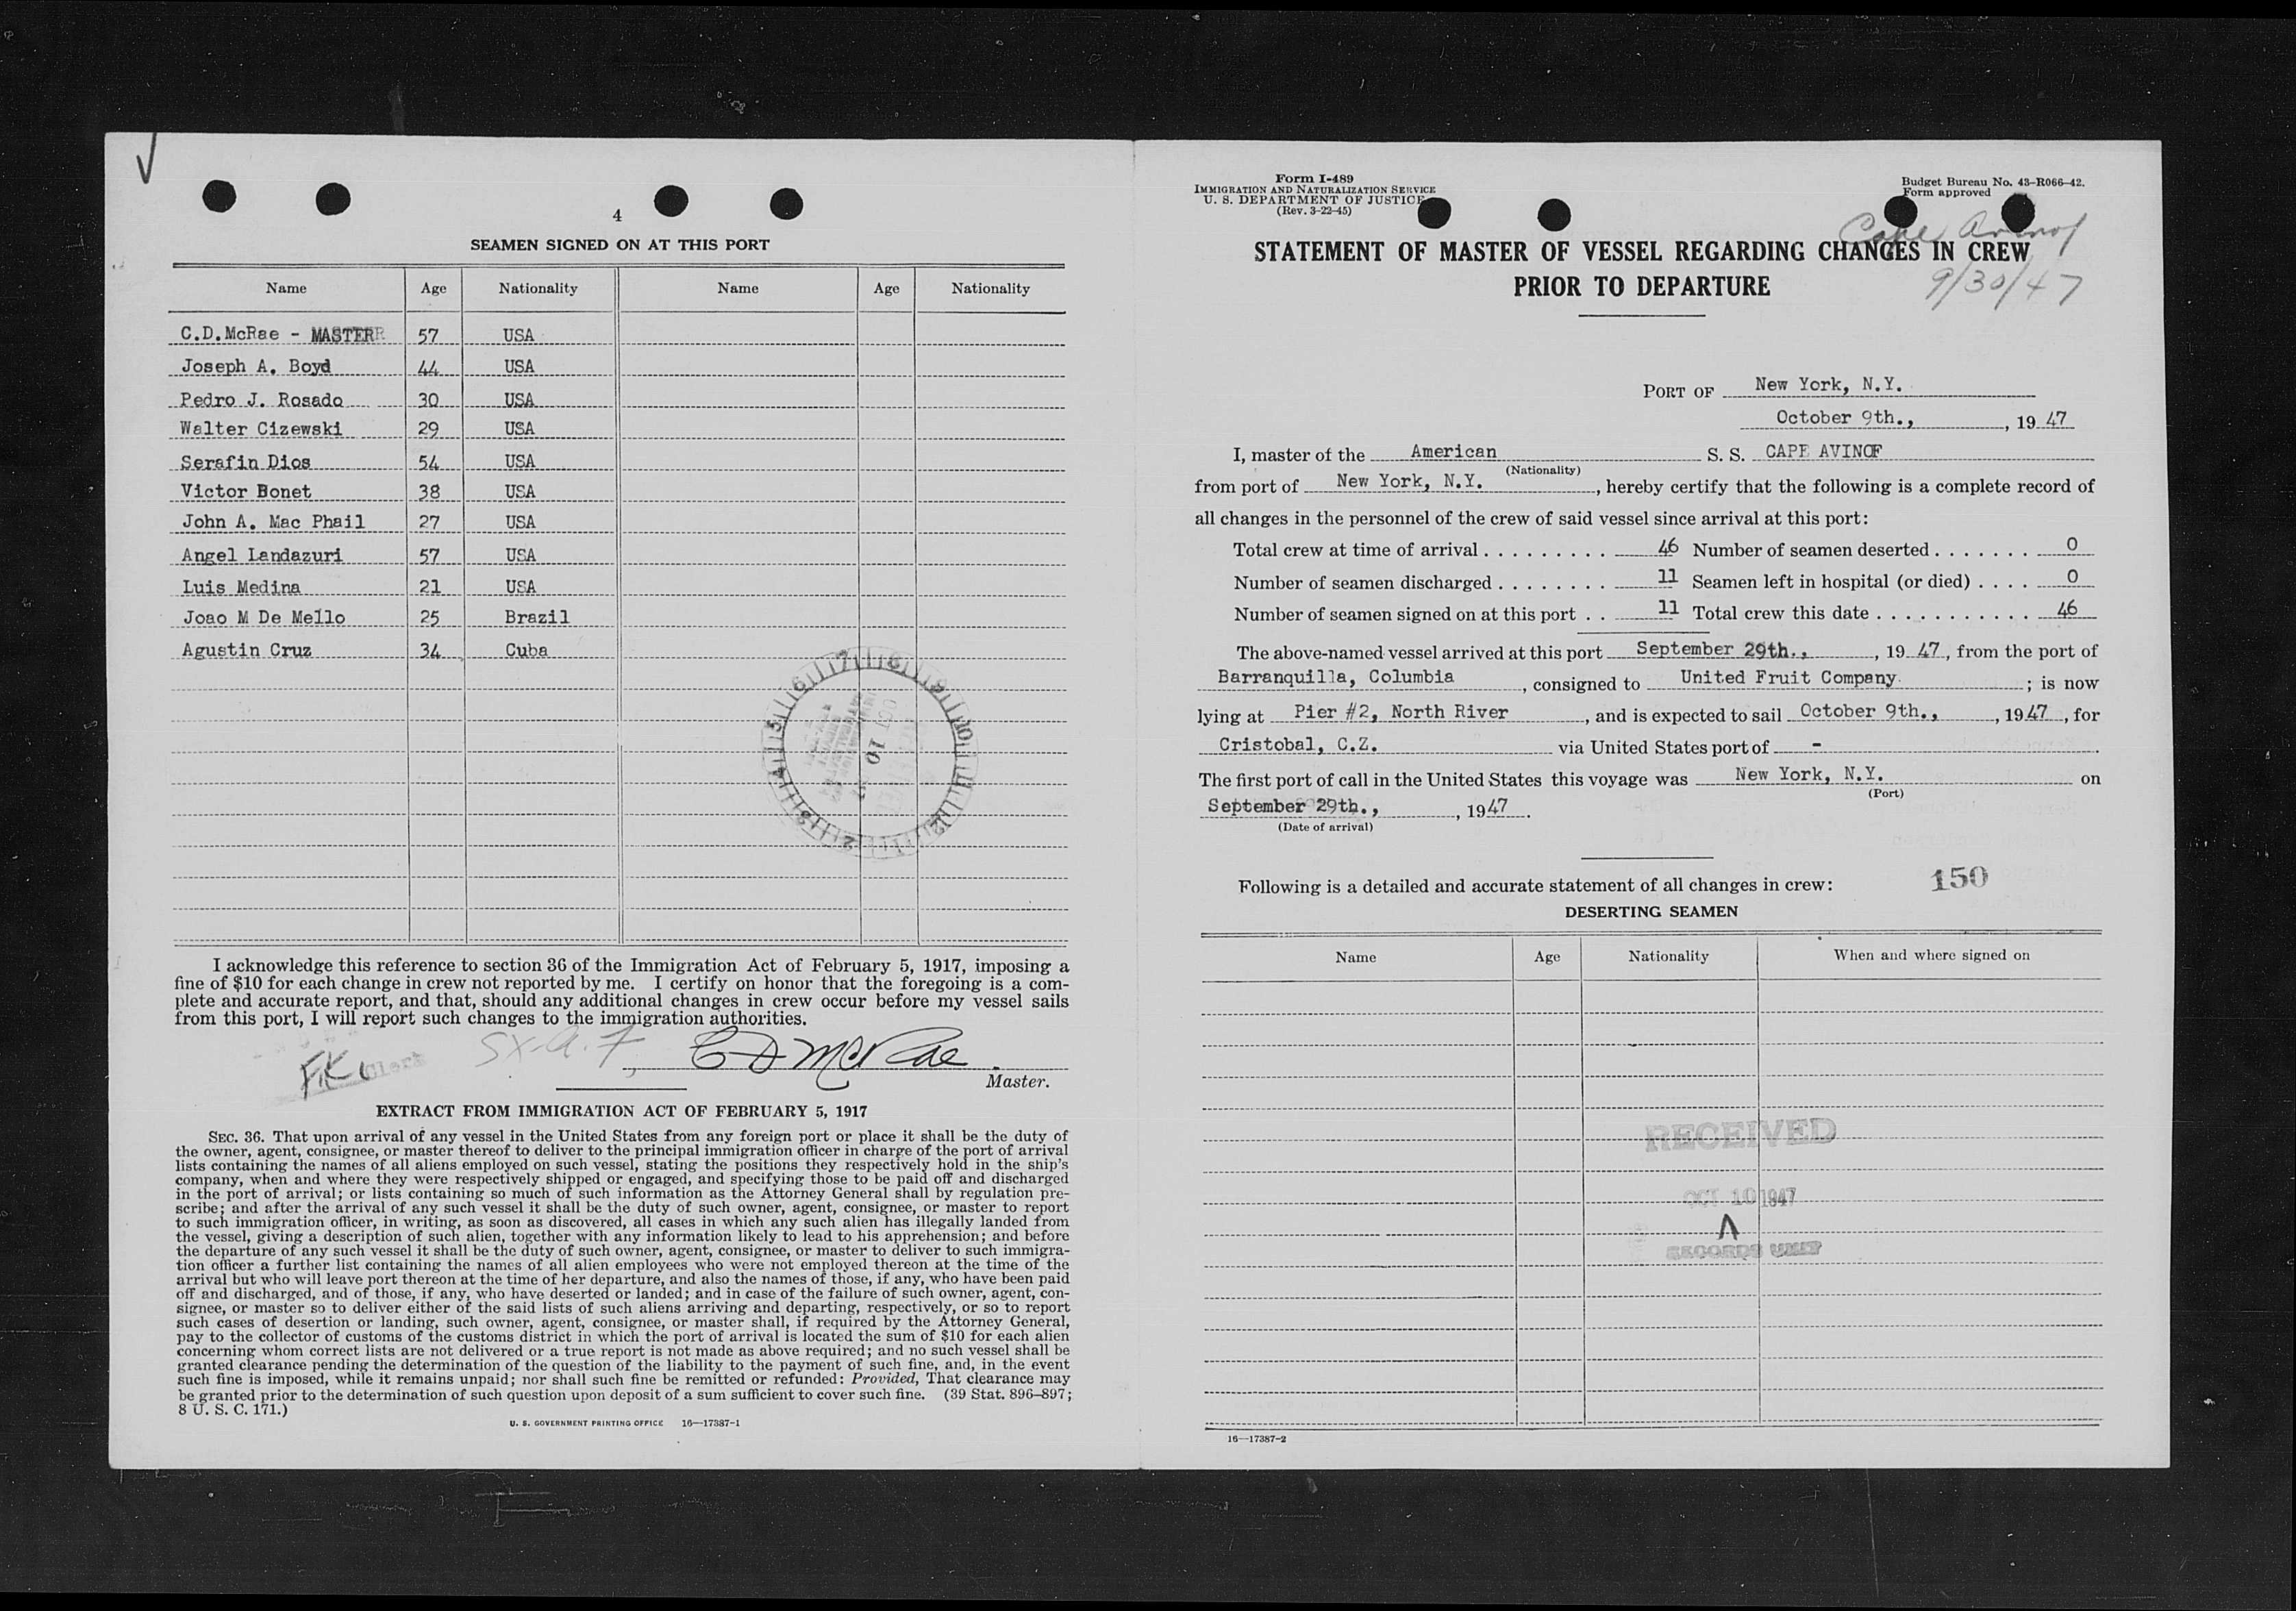 4
SEAMEN SIGNED ON AT THIS PORT
Name Age Nationality Name Age Nationality
C.D.McRae - MASTER 57 USA
Joseph A. Boyd 44 USA
Pedro J. Rosado 30 USA
Walter Cizewski 29 USA
Serafin Dios 54 USA
Victor Bonet 38 USA
John A. Mac Phail 27 USA
Angel Landazuri 57 USA
Luis Medina 21 USA
Joao M De Mello 25 Brazil
Agustin Cruz 34 Cuba
OCT 10
I acknowledge this reference to section 36 of the Immigration Act of February 5, 1917, imposing a
fine of $10 for each change in crew not reported by me. I certify on honor that the foregoing is a com-
plete and accurate report, and that, should any additional changes in crew occur before my vessel sails
from this port, I will report such changes to the immigration authorities.
Clerk C D McRae
Master.
EXTRACT FROM IMMIGRATION ACT OF FEBRUARY 5, 1917
SEC. 36. That upon arrival of any vessel in the United States from any foreign port or place it shall be the duty of
the owner, agent, consignee, or master thereof to deliver to the principal immigration officer in charge of the port of arrival
lists containing the names of all aliens employed on such vessel, stating the positions they respectively hold in the ship's
company, when and where they were respectively shipped or engaged, and specifying those to be paid off and discharged
in the port of arrival; or lists containing so much of such information as the Attorney General shall by regulation pre-
scribe; and after the arrival of any such vessel it shall be the duty of such owner, agent, consignee, or master to report
to such immigration officer, in writing, as soon as discovered, all cases in which any such alien has illegally landed from
the vessel, giving a description of such alien, together with any information likely to lead to his apprehension; and before
the departure of any such vessel it shall be the duty of such owner, agent, consignee, or master to deliver to such immigra-
tion officer a further list containing the names of all alien employees who were not employed thereon at the time of the
arrival but who will leave port thereon at the time of her departure, and also the names of those, if any, who have been paid
off and discharged, and of those, if any, who have deserted or landed; and in case of the failure of such owner, agent, con-
signee, or master so to deliver either of the said lists of such aliens arriving and departing, respectively, or so to report
such cases of desertion or landing, such owner, agent, consignee, or master shall, if required by the Attorney General,
pay to the collector of customs of the customs district in which the port of arrival is located the sum of $10 for each alien
concerning whom correct lists are not delivered or a true report is not made as above required; and no such vessel shall be
granted clearance pending the determination of the question of the liability to the payment of such fine, and, in the event
such fine is imposed, while it remains unpaid; nor shall such fine be remitted or refunded: Provided, That clearance may
be granted prior to the determination of such question upon deposit of a sum sufficient to cover such fine. (39 Stat. 896–897;
8 U. S. C. 171.)
U. S. GOVERNMENT PRINTING OFFICE 16—17387-1
Form I-489
IMMIGRATION AND NATURALIZATION SERVICE
U. S. DEPARTMENT OF JUSTICE
(Rev. 3-22-45)
Budget Bureau No. 43–R066–42.
Form approved
Cape Avinof
9/30/47
STATEMENT OF MASTER OF VESSEL REGARDING CHANGES IN CREW
PRIOR TO DEPARTURE
PORT OF New York, N.Y.
October 9th., , 19 47
I, master of the American S. S. CAPE AVINOF
(Nationality)
from port of New York, N.Y. , hereby certify that the following is a complete record of
all changes in the personnel of the crew of said vessel since arrival at this port:
Total crew at time of arrival . . . . . . . . . . 46 Number of seamen deserted . . . . . . . 0
Number of seamen discharged . . . . . . . . 11 Seamen left in hospital (or died) . . . . 0
Number of seamen signed on at this port . . 11 Total crew this date . . . . . . . . . . . 46
The above-named vessel arrived at this port September 29th., , 19 47, from the port of
Barranquilla, Columbia , consigned to United Fruit Company ; is now
lying at Pier #2, North River , and is expected to sail October 9th., , 1947 , for
Cristobal, C.Z. via United States port of - .
The first port of call in the United States this voyage was New York, N.Y. on
(Port)
September 29th., , 1947.
(Date of arrival)
Following is a detailed and accurate statement of all changes in crew: 150
DESERTING SEAMEN
Name Age Nationality When and where signed on
RECEIVED
OCT 10 1947
RECORDS UNIT
16—17387-2